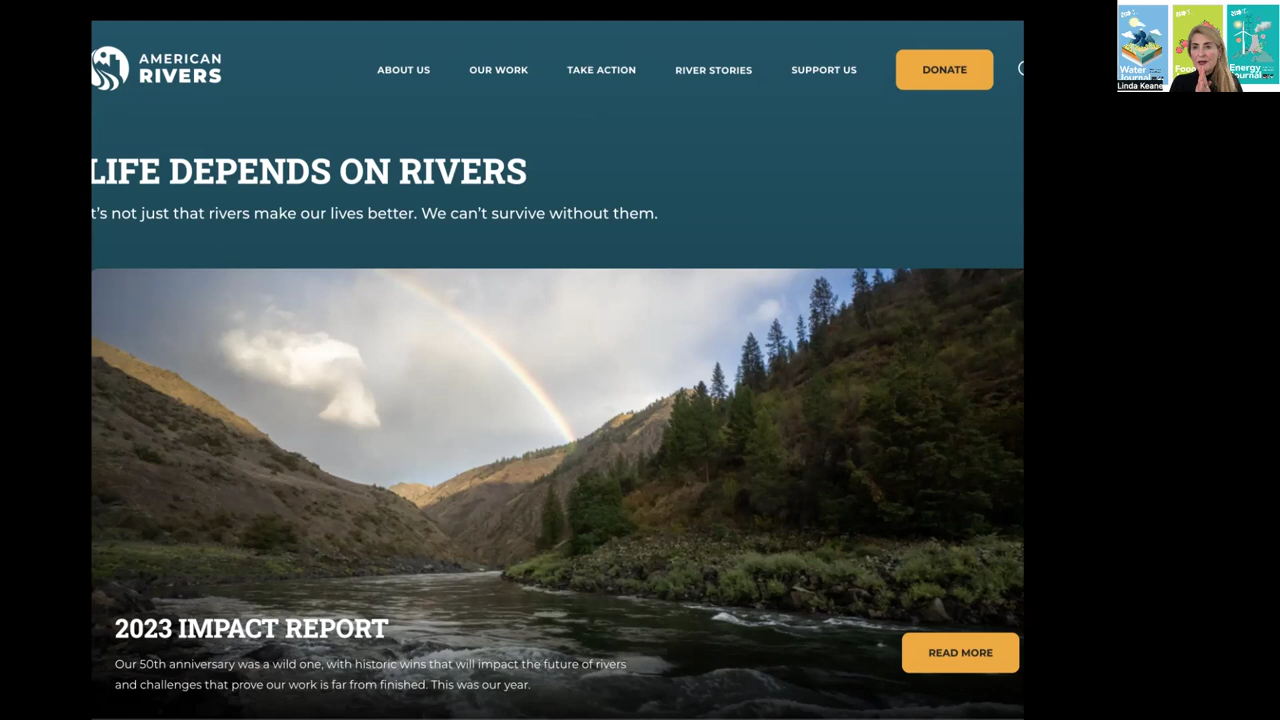 AMERICAN
RIVERS
ABOUT US
OUR WORK
TAKE ACTION
RIVER STORIES
SUPPORT US
DONATE
LIFE DEPENDS ON RIVERS
t's not just that rivers make our lives better. We can't survive without them.
2023 IMPACT REPORT
Our 50th anniversary was a wild one, with historic wins that will impact the future of rivers
and challenges that prove our work is far from finished. This was our year.
READ MORE
Water
Journal
Foo
Energy
Journal
Linda Keane